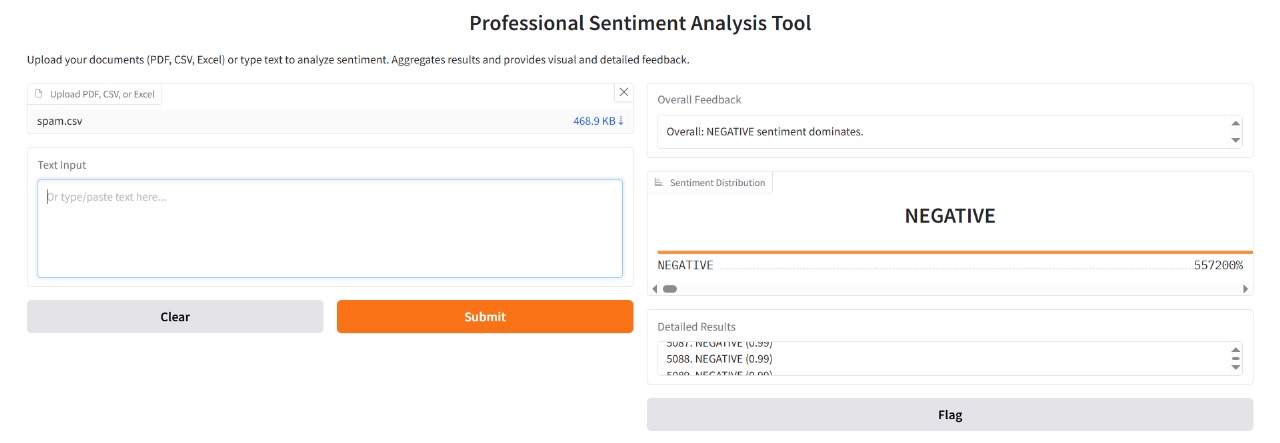 Professional Sentiment Analysis Tool
Upload your documents (PDF, CSV, Excel) or type text to analyze sentiment. Aggregates results and provides visual and detailed feedback.
Upload PDF, CSV, or Excel
spam.csv 468.9 KB ↓
Text Input
Or type/paste text here...
Clear
Submit
Overall Feedback
Overall: NEGATIVE sentiment dominates.
Sentiment Distribution
NEGATIVE
NEGATIVE 557200%
Detailed Results
5087. NEGATIVE (0.99)
5088. NEGATIVE (0.99)
5089. NEGATIVE (0.99)
Flag